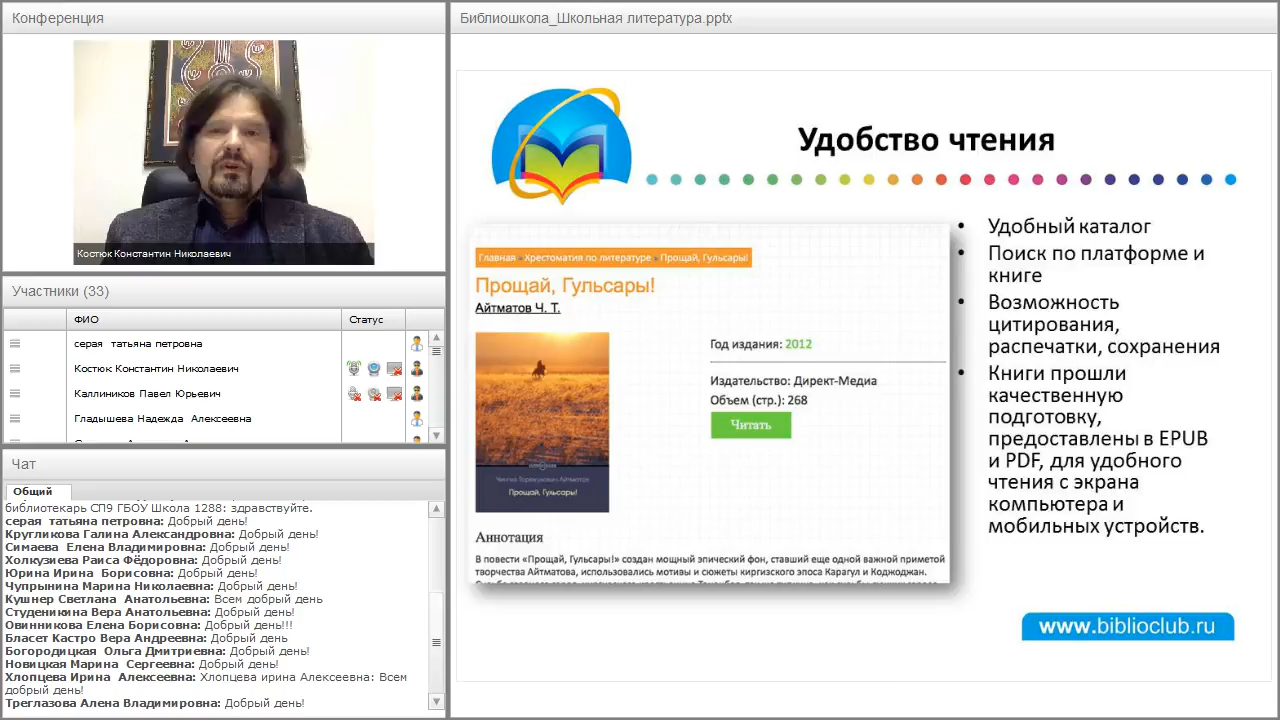 Конференция
Костюк Константин Николаевич
Участники (33)
ФИО
Статус
серая татьяна петровна
Костюк Константин Николаевич
Каллиников Павел Юрьевич
Гладышева Надежда Алексеевна
Чат
Общий
библиотекарь СП9 ГБОУ Школа 1288: здравствуйте.
серая татьяна петровна: Добрый день!
Кругликова Галина Александровна: Добрый день!
Симаева Елена Владимировна: Добрый день!
Холкузиева Раиса Фёдоровна: Добрый день!
Юрина Ирина Борисовна: Добрый день!
Чупрынина Марина Николаевна: Добрый день!
Кушнер Светлана Анатольевна: Всем добрый день
Студеникина Вера Анатольевна: Добрый день!
Овинникова Елена Борисовна: Добрый день!!!
Бласет Кастро Вера Андреевна: Добрый день
Богородицкая Ольга Дмитриевна: Добрый день!
Новицкая Марина Сергеевна: Добрый день!
Хлопцева Ирина Алексеевна: Хлопцева ирина Алексеевна: Всем
добрый день!
Треглазова Алена Владимировна: Добрый день!
Библиошкола_Школьная литература.pptx
Удобство чтения
Главная » Хрестоматия по литературе » Прощай, Гульсары!
Прощай, Гульсары!
Айтматов Ч. Т.
Год издания: 2012
Издательство: Директ-Медиа
Объем (стр.): 268
Читать
Чингиз Торекулович Айтматов
Прощай, Гульсары!
Аннотация
В повести «Прощай, Гульсары!» создан мощный эпический фон, ставший еще одной важной приметой
творчества Айтматова, использовались мотивы и сюжеты киргизского эпоса Карагул и Коджоджан.
• Удобный каталог
• Поиск по платформе и
книге
• Возможность
цитирования,
распечатки, сохранения
• Книги прошли
качественную
подготовку,
предоставлены в EPUB
и PDF, для удобного
чтения с экрана
компьютера и
мобильных устройств.
www.biblioclub.ru